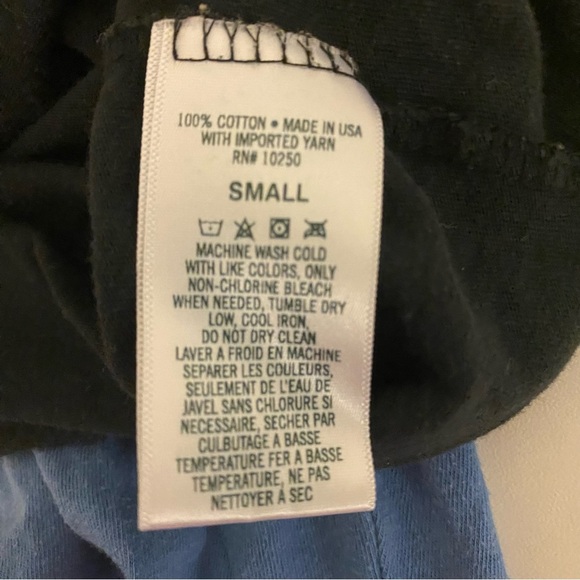 100% COTTON • MADE IN USA
WITH IMPORTED YARN
RN# 10250
SMALL
MACHINE WASH COLD
WITH LIKE COLORS, ONLY
NON-CHLORINE BLEACH
WHEN NEEDED, TUMBLE DRY
LOW, COOL IRON,
DO NOT DRY CLEAN
LAVER A FROID EN MACHINE
SEPARER LES COULEURS,
SEULEMENT DE L'EAU DE
JAVEL SANS CHLORURE SI
NECESSAIRE, SECHER PAR
CULBUTAGE A BASSE
TEMPERATURE FER A BASSE
TEMPERATURE, NE PAS
NETTOYER À SEC